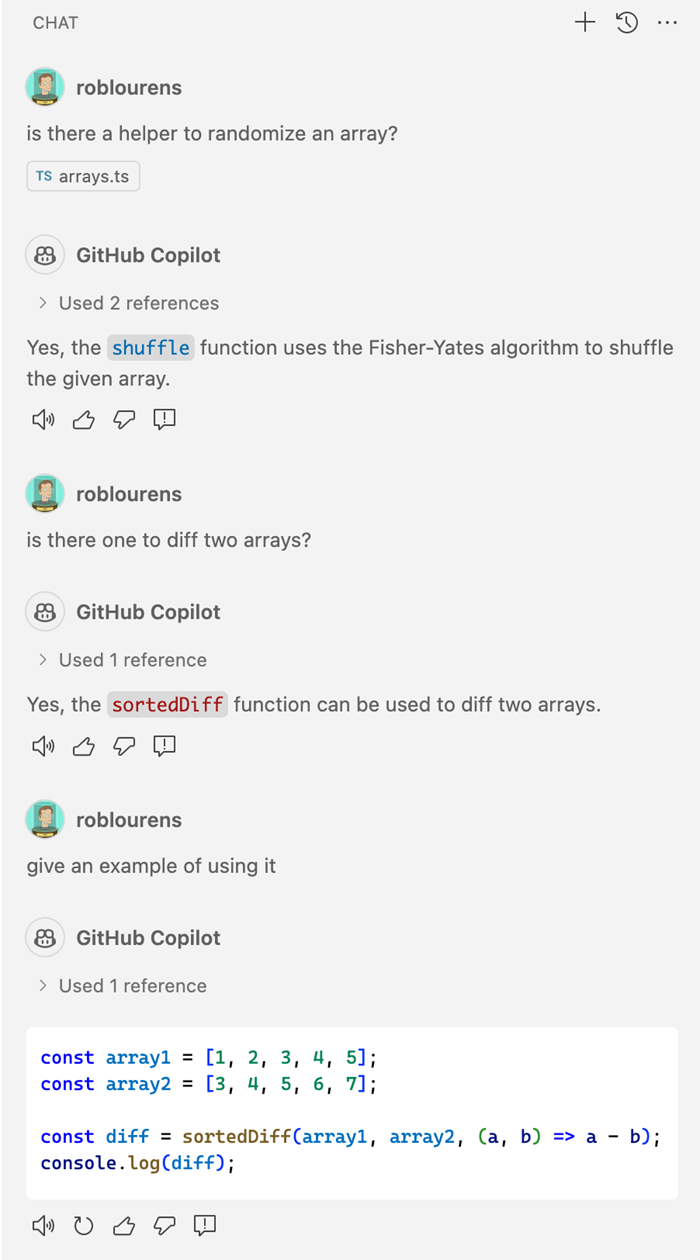 CHAT
roblourens
is there a helper to randomize an array?
TS arrays.ts
GitHub Copilot
Used 2 references
Yes, the shuffle function uses the Fisher-Yates algorithm to shuffle
the given array.
roblourens
is there one to diff two arrays?
GitHub Copilot
Used 1 reference
Yes, the sortedDiff function can be used to diff two arrays.
roblourens
give an example of using it
GitHub Copilot
Used 1 reference
const array1 = [1, 2, 3, 4, 5];
const array2 = [3, 4, 5, 6, 7];
const diff = sortedDiff(array1, array2, (a, b) => a - b);
console.log(diff);